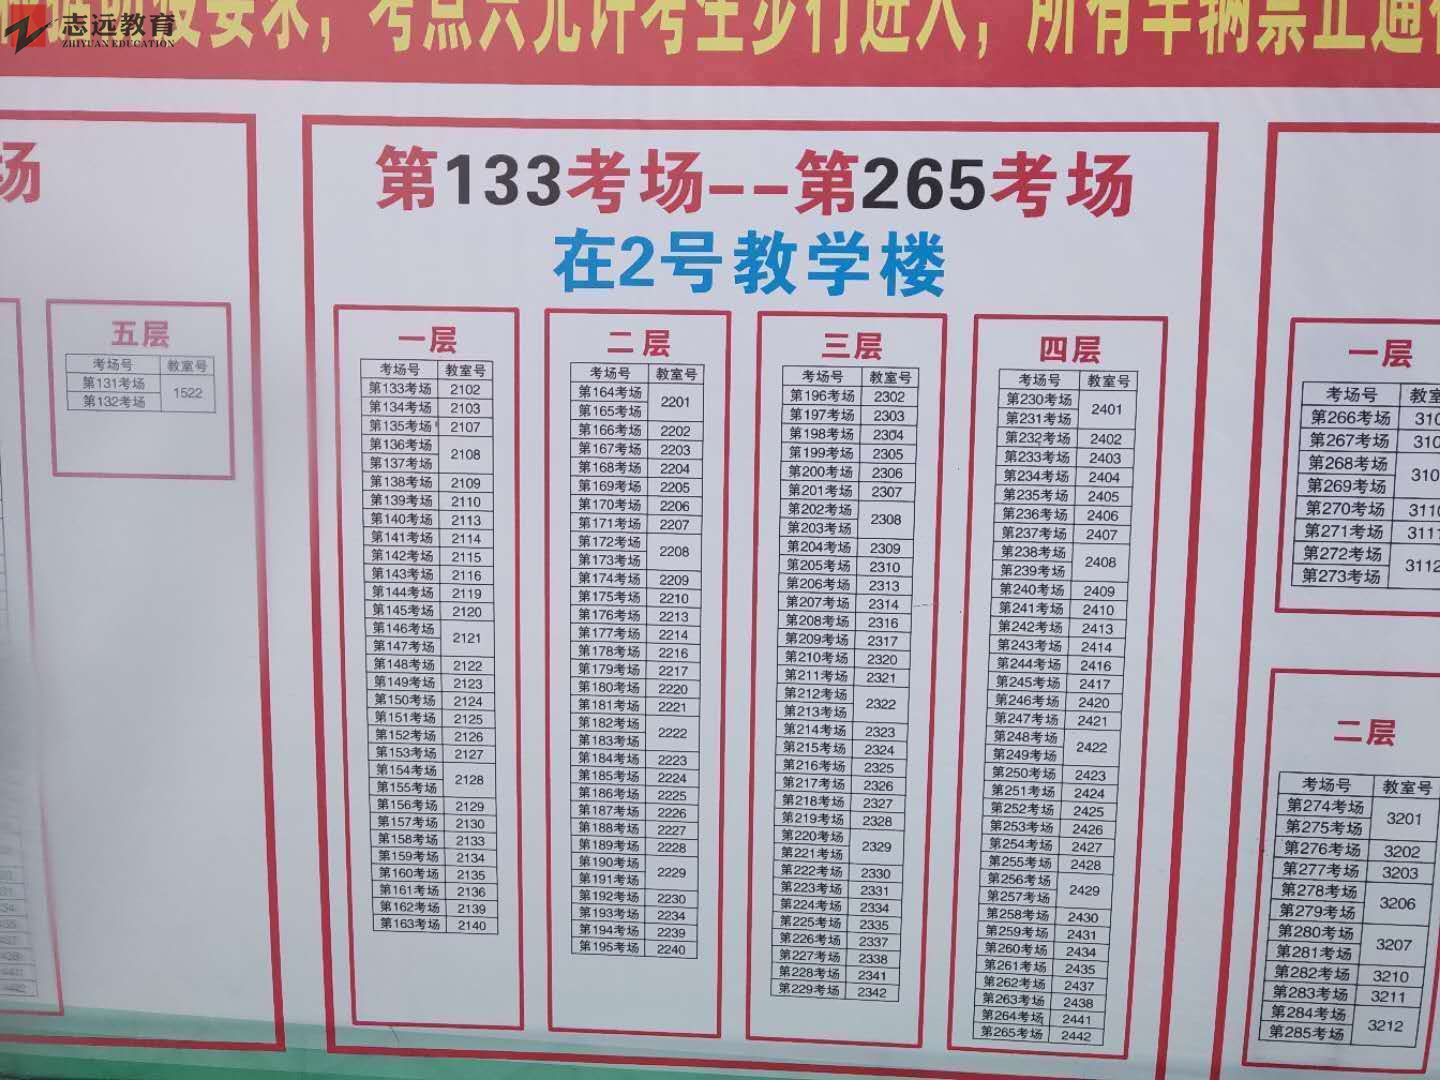 志远教育
ZHIYUAN EDUCATION
要求，考点只允许考生步行进入，所有车辆禁止通
场
五层
考场号 教室号
第131考场 1522
第132考场
第133考场--第265考场
在2号教学楼
一层
考场号 教室号
第133考场 2102
第134考场 2103
第135考场 2107
第136考场 2108
第137考场
第138考场 2109
第139考场 2110
第140考场 2113
第141考场 2114
第142考场 2115
第143考场 2116
第144考场 2119
第145考场 2120
第146考场 2121
第147考场
第148考场 2122
第149考场 2123
第150考场 2124
第151考场 2125
第152考场 2126
第153考场 2127
第154考场 2128
第155考场
第156考场 2129
第157考场 2130
第158考场 2133
第159考场 2134
第160考场 2135
第161考场 2136
第162考场 2139
第163考场 2140
二层
考场号 教室号
第164考场 2201
第165考场
第166考场 2202
第167考场 2203
第168考场 2204
第169考场 2205
第170考场 2206
第171考场 2207
第172考场 2208
第173考场
第174考场 2209
第175考场 2210
第176考场 2213
第177考场 2214
第178考场 2216
第179考场 2217
第180考场 2220
第181考场 2221
第182考场 2222
第183考场
第184考场 2223
第185考场 2224
第186考场 2225
第187考场 2226
第188考场 2227
第189考场 2228
第190考场 2229
第191考场
第192考场 2230
第193考场 2234
第194考场 2239
第195考场 2240
三层
考场号 教室号
第196考场 2302
第197考场 2303
第198考场 2304
第199考场 2305
第200考场 2306
第201考场 2307
第202考场 2308
第203考场
第204考场 2309
第205考场 2310
第206考场 2313
第207考场 2314
第208考场 2316
第209考场 2317
第210考场 2320
第211考场 2321
第212考场 2322
第213考场
第214考场 2323
第215考场 2324
第216考场 2325
第217考场 2326
第218考场 2327
第219考场 2328
第220考场 2329
第221考场
第222考场 2330
第223考场 2331
第224考场 2334
第225考场 2335
第226考场 2337
第227考场 2338
第228考场 2341
第229考场 2342
四层
考场号 教室号
第230考场 2401
第231考场
第232考场 2402
第233考场 2403
第234考场 2404
第235考场 2405
第236考场 2406
第237考场 2407
第238考场 2408
第239考场
第240考场 2409
第241考场 2410
第242考场 2413
第243考场 2414
第244考场 2416
第245考场 2417
第246考场 2420
第247考场 2421
第248考场 2422
第249考场
第250考场 2423
第251考场 2424
第252考场 2425
第253考场 2426
第254考场 2427
第255考场 2428
第256考场 2429
第257考场
第258考场 2430
第259考场 2431
第260考场 2434
第261考场 2435
第262考场 2437
第263考场 2438
第264考场 2441
第265考场 2442
一层
考场号 教室
第266考场 310
第267考场 310
第268考场 310
第269考场
第270考场 3110
第271考场 3111
第272考场 3112
第273考场
二层
考场号 教室号
第274考场 3201
第275考场
第276考场 3202
第277考场 3203
第278考场 3206
第279考场
第280考场 3207
第281考场
第282考场 3210
第283考场 3211
第284考场 3212
第285考场